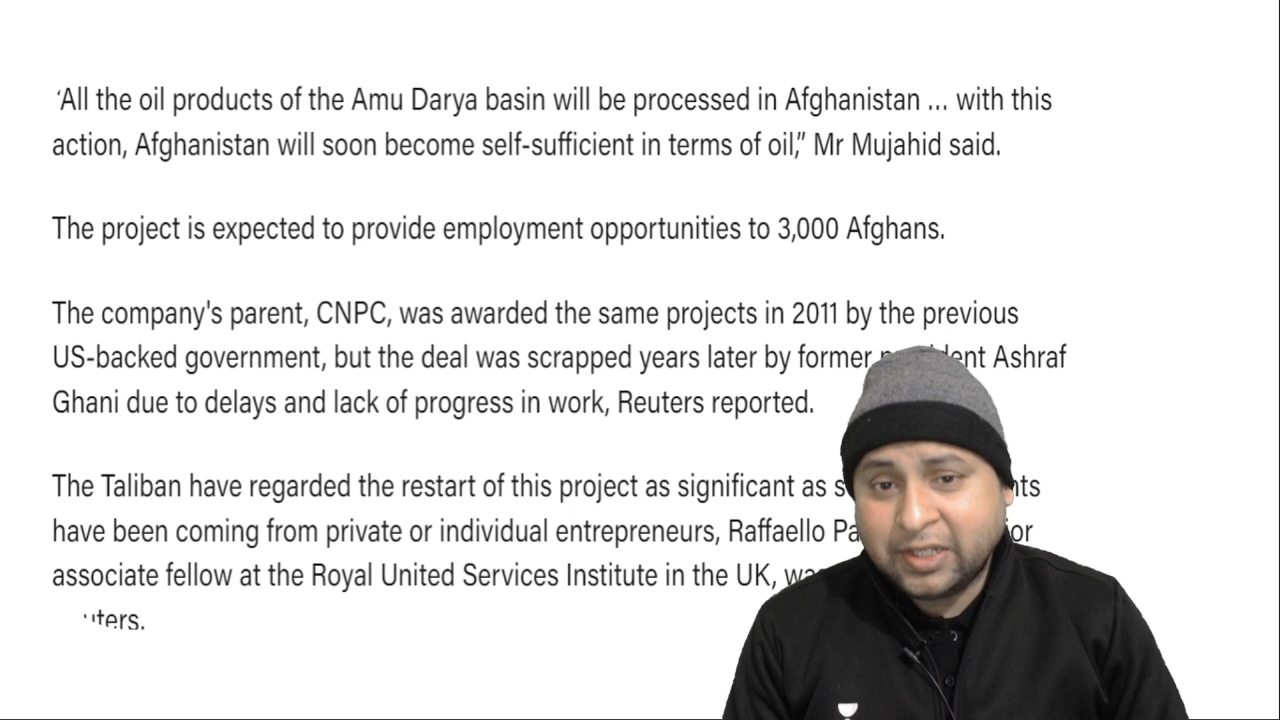 ‘All the oil products of the Amu Darya basin will be processed in Afghanistan ... with this
action, Afghanistan will soon become self-sufficient in terms of oil,” Mr Mujahid said.
The project is expected to provide employment opportunities to 3,000 Afghans.
The company's parent, CNPC, was awarded the same projects in 2011 by the previous
US-backed government, but the deal was scrapped years later by former Ashraf
Ghani due to delays and lack of progress in work, Reuters reported.
The Taliban have regarded the restart of this project as significant as
have been coming from private or individual entrepreneurs, Raffaello
associate fellow at the Royal United Services Institute in the UK,